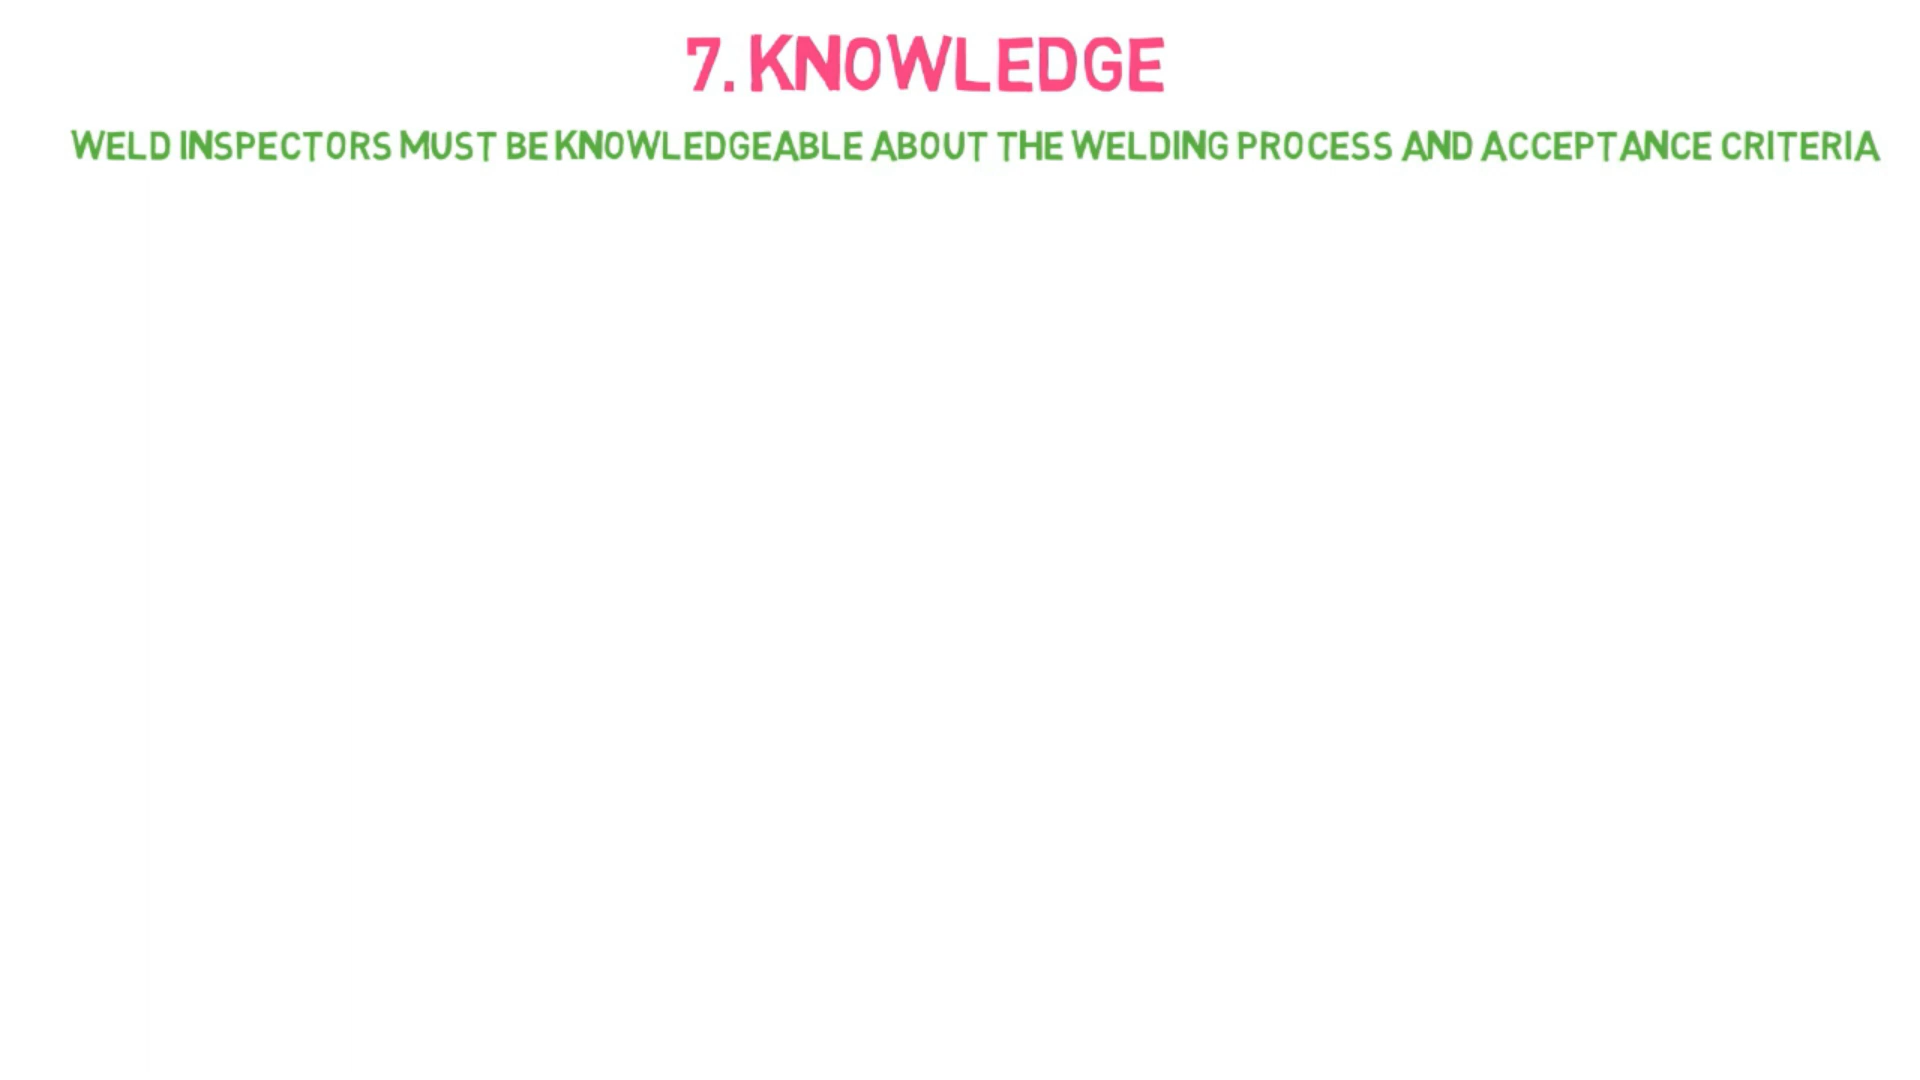 7. KNOWLEDGE
WELD INSPECTORS MUST BE KNOWLEDGEABLE ABOUT THE WELDING PROCESS AND ACCEPTANCE CRITERIA